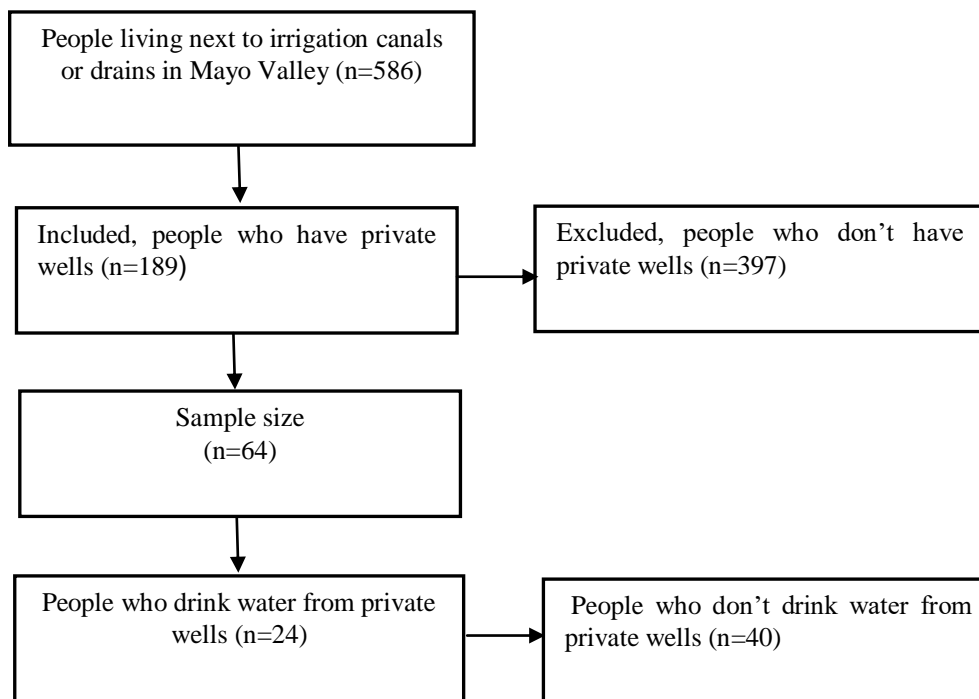 People living next to irrigation canals
or drains in Mayo Valley (n=586)
Included, people who have private
wells (n=189)
Excluded, people who don’t have
private wells (n=397)
Sample size
(n=64)
People who drink water from private
wells (n=24)
People who don’t drink water from
private wells (n=40)